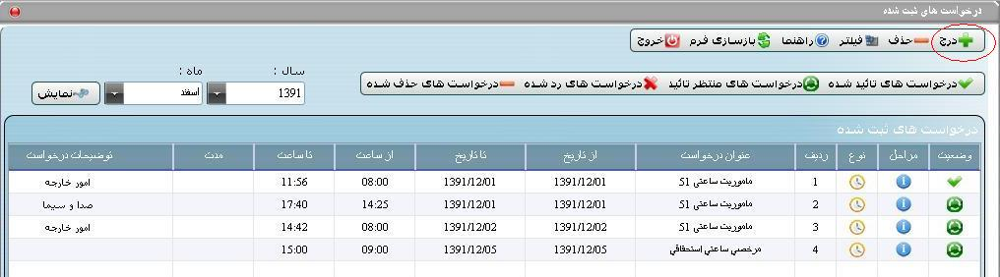 درخواست های ثبت شده
درج حذف فیلتر راهنما بازسازی فرم خروج
سال : ماه :
درخواست های تائید شده درخواست های منتظر تائید درخواست های رد شده درخواست های حذف شده 1391 اسفند نمایش
درخواست های ثبت شده
وضعیت مراحل نوع ردیف عنوان درخواست از تاریخ تا تاریخ از ساعت تا ساعت مدت توضیحات درخواست
1 ماموریت ساعتی 51 1391/12/01 1391/12/01 08:00 11:56 امور خارجه
2 ماموریت ساعتی 51 1391/12/01 1391/12/01 14:25 17:40 صدا و سیما
3 ماموریت ساعتی 51 1391/12/02 1391/12/02 08:00 14:42 امور خارجه
4 مرخصي ساعتي إستحقاقي 1391/12/05 1391/12/05 09:00 15:00